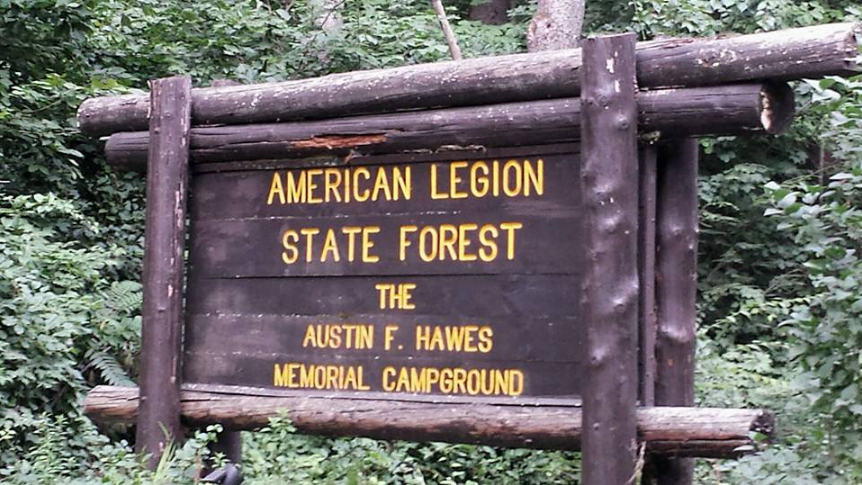 AMERICAN LEGION
STATE FOREST
THE
AUSTIN F. HAWES
MEMORIAL CAMPGROUND